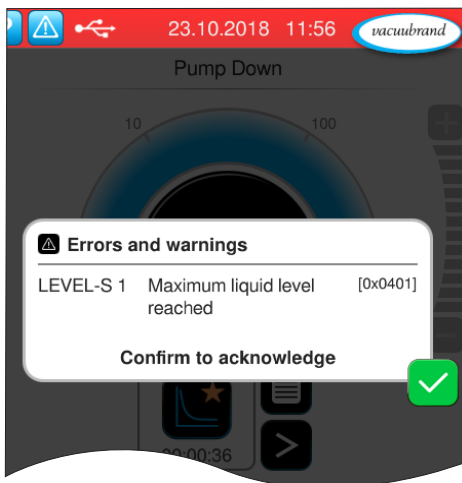 23.10.2018 11:56
vacuubrand
Pump Down
10 100
Errors and warnings
LEVEL-S 1 Maximum liquid level [0x0401]
reached
Confirm to acknowledge
00:00:36